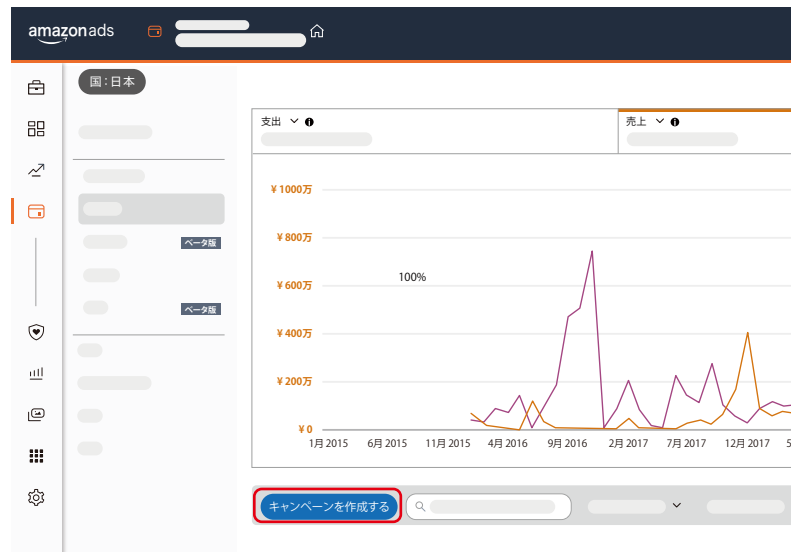 amazon ads
国:日本
支出
売上
¥1000万
¥800万
100%
¥600万
ベータ版
ベータ版
¥400万
¥200万
¥0
1月 2015 6月 2015 11月 2015 4月 2016 9月 2016 2月 2017 7月 2017 12月 2017 5
キャンペーンを作成する